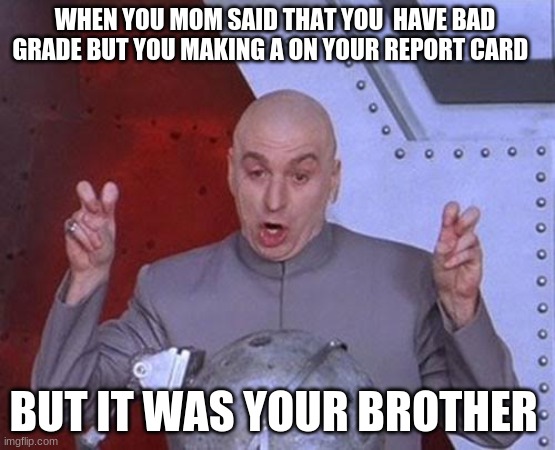 WHEN YOU MOM SAID THAT YOU  HAVE BAD
GRADE BUT YOU MAKING A ON YOUR REPORT CARD
BUT IT WAS YOUR BROTHER
imgflip.com